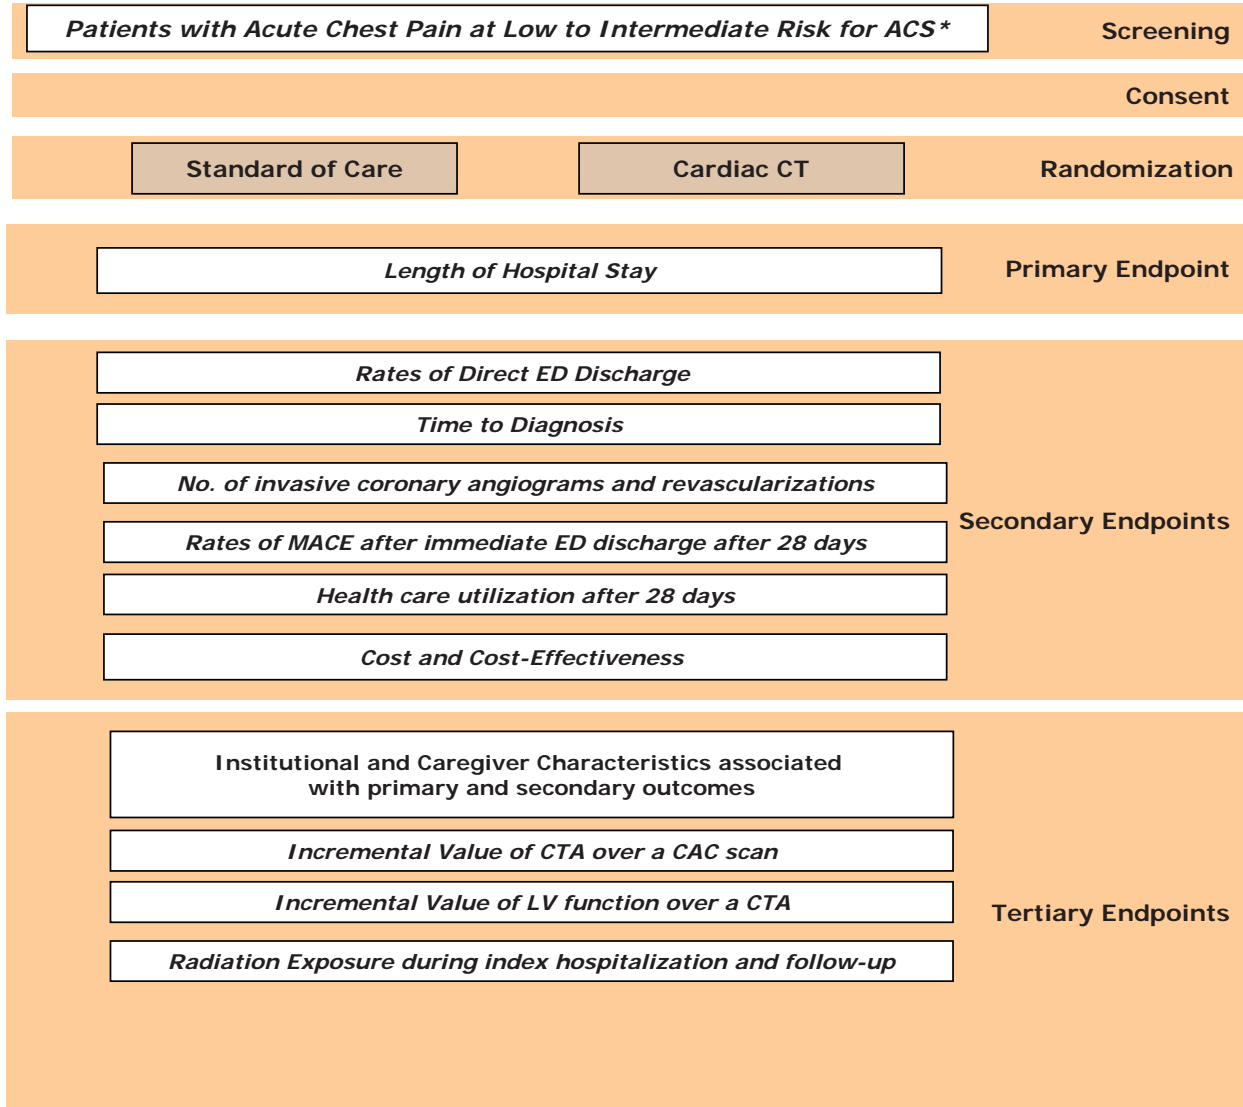 Patients with Acute Chest Pain at Low to Intermediate Risk for ACS*
Screening
Consent
Standard of Care
Cardiac CT
Randomization
Length of Hospital Stay
Primary Endpoint
Rates of Direct ED Discharge
Time to Diagnosis
No. of invasive coronary angiograms and revascularizations
Rates of MACE after immediate ED discharge after 28 days
Health care utilization after 28 days
Cost and Cost-Effectiveness
Secondary Endpoints
Institutional and Caregiver Characteristics associated
with primary and secondary outcomes
Incremental Value of CTA over a CAC scan
Incremental Value of LV function over a CTA
Radiation Exposure during index hospitalization and follow-up
Tertiary Endpoints